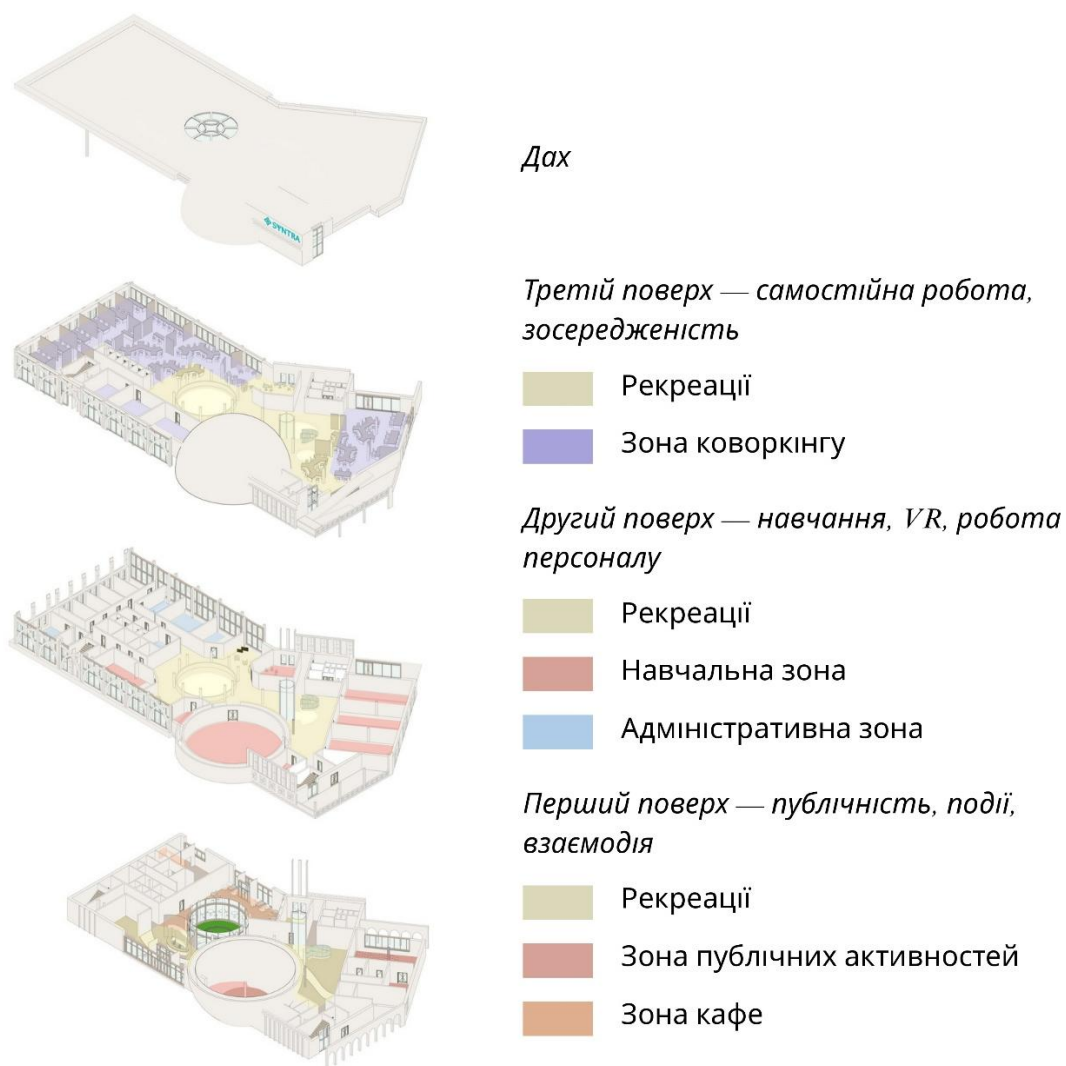 Дах
SYNTRA
Третій поверх — самостійна робота,
зосередженість
Рекреації
Зона коворкінгу
Другий поверх — навчання, VR, робота
персоналу
Рекреації
Навчальна зона
Адміністративна зона
Перший поверх — публічність, події,
взаємодія
Рекреації
Зона публічних активностей
Зона кафе